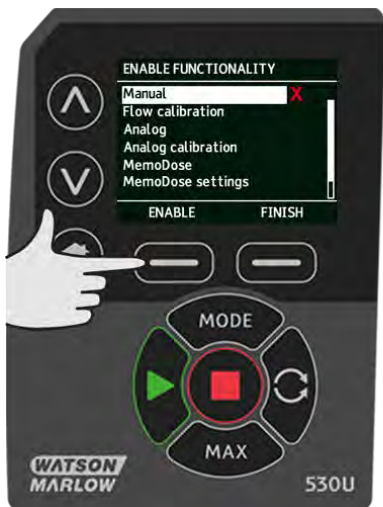 ENABLE FUNCTIONALITY
Manual X
Flow calibration
Analog
Analog calibration
MemoDose
MemoDose settings
ENABLE FINISH
MODE
MAX
WATSON
MARLOW
530U